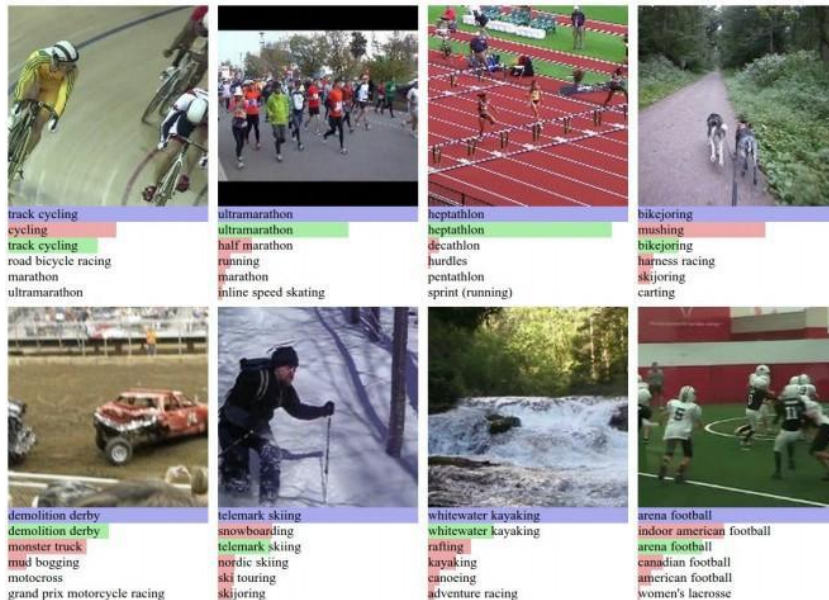 track cycling
cycling
track cycling
road bicycle racing
marathon
ultramarathon
ultramarathon
ultramarathon
half marathon
running
marathon
inline speed skating
heptathlon
heptathlon
decathlon
hurdles
pentathlon
sprint (running)
bikejoring
mushing
bikejoring
harness racing
skijoring
carting
demolition derby
demolition derby
monster truck
mud bogging
motocross
grand prix motorcycle racing
telemark skiing
snowboarding
telemark skiing
nordic skiing
ski touring
skijoring
whitewater kayaking
whitewater kayaking
rafting
kayaking
canoeing
adventure racing
arena football
indoor american football
arena football
canadian football
american football
women's lacrosse
5
11